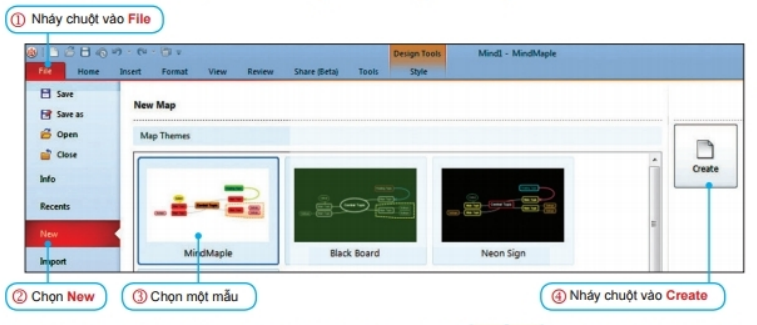 ① Nháy chuột vào File
Design Tools
Mind1 - MindMaple
File Home Insert Format View Review Share (Beta) Tools Style
Save
Save as
Open
Close
Info
Recents
New
Import
New Map
Map Themes
MindMaple
Black Board
Neon Sign
Create
② Chọn New
③ Chọn một mẫu
④ Nháy chuột vào Create